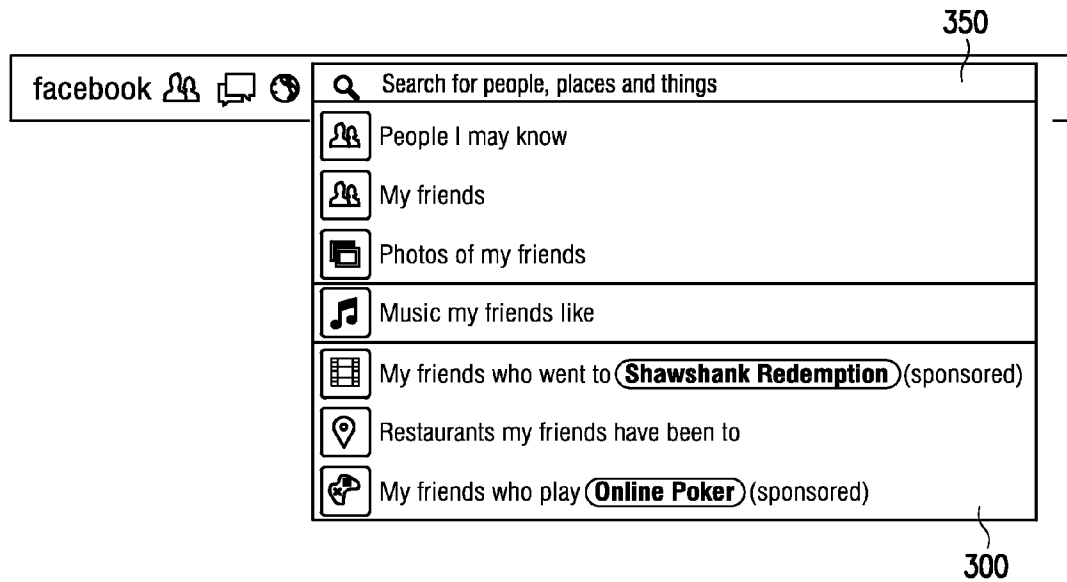 350
facebook Search for people, places and things
People I may know
My friends
Photos of my friends
Music my friends like
My friends who went to Shawshank Redemption (sponsored)
Restaurants my friends have been to
My friends who play Online Poker (sponsored)
300